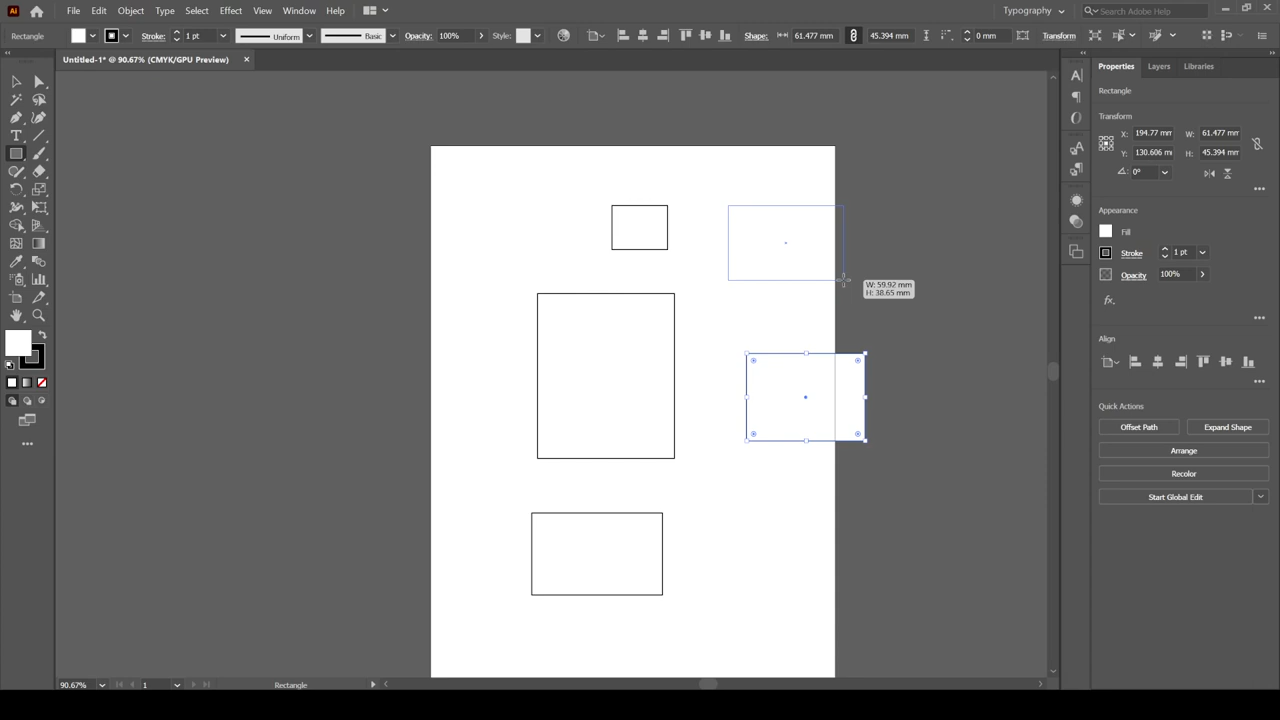 Ai
File Edit Object Type Select Effect View Window Help
Typography
Search Adobe Help
Rectangle
Stroke:
1 pt
Uniform
Basic
Opacity:
100%
Style:
Shape:
61.477 mm
45.394 mm
0 mm
Transform
Untitled-1* @ 90.67% (CMYK/GPU Preview)
Properties
Layers
Libraries
Rectangle
Transform
X: 194.77 mm
W: 61.477 mm
Y: 130.606 m
H: 45.394 mm
0°
Appearance
Fill
Stroke
1 pt
Opacity
100%
fx.
Align
Quick Actions
Offset Path
Expand Shape
Arrange
Recolor
Start Global Edit
W: 59.92 mm
H: 38.65 mm
90.67%
1
Rectangle